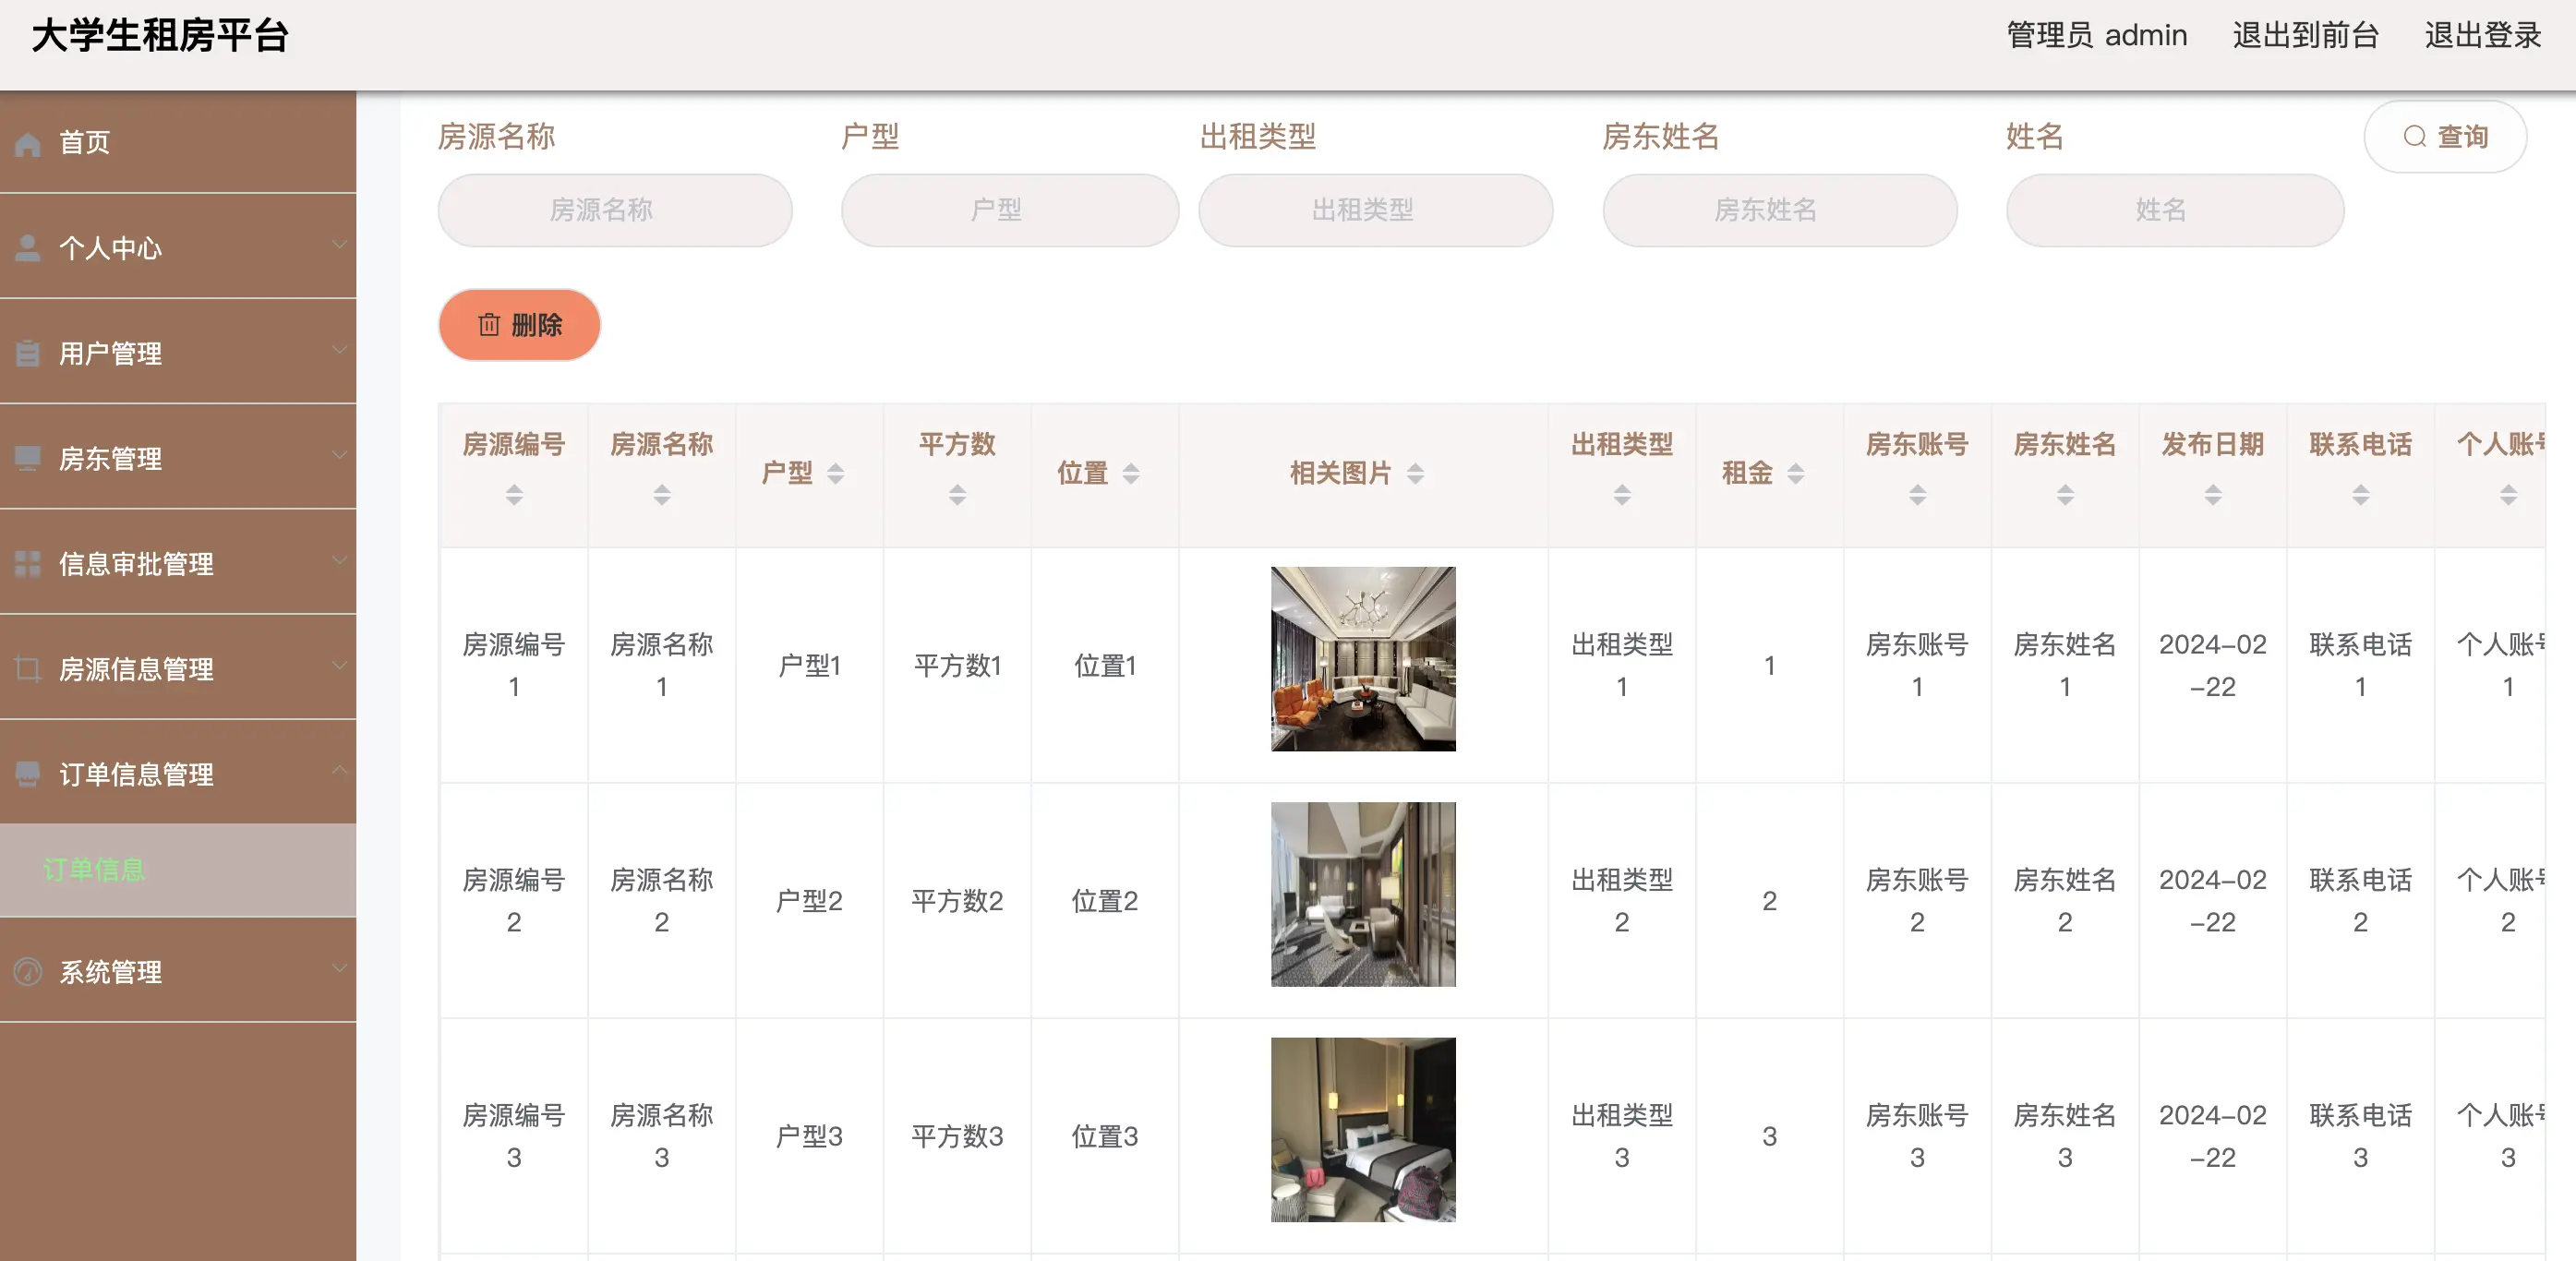 大学生租房平台
管理员 admin 退出到前台 退出登录
首页
个人中心
用户管理
房东管理
信息审批管理
房源信息管理
订单信息管理
订单信息
系统管理
房源名称 户型 出租类型 房东姓名 姓名 查询
房源名称 户型 出租类型 房东姓名 姓名
删除
房源编号 房源名称 户型 平方数 位置 相关图片 出租类型 租金 房东账号 房东姓名 发布日期 联系电话 个人账号
房源编号 房源名称 户型1 平方数1 位置1 出租类型 1 房东账号 房东姓名 2024-02 联系电话 个人账号
1 1 1 1 1 -22 1 1
房源编号 房源名称 户型2 平方数2 位置2 出租类型 2 房东账号 房东姓名 2024-02 联系电话 个人账号
2 2 2 2 2 -22 2 2
房源编号 房源名称 户型3 平方数3 位置3 出租类型 3 房东账号 房东姓名 2024-02 联系电话 个人账号
3 3 3 3 3 -22 3 3